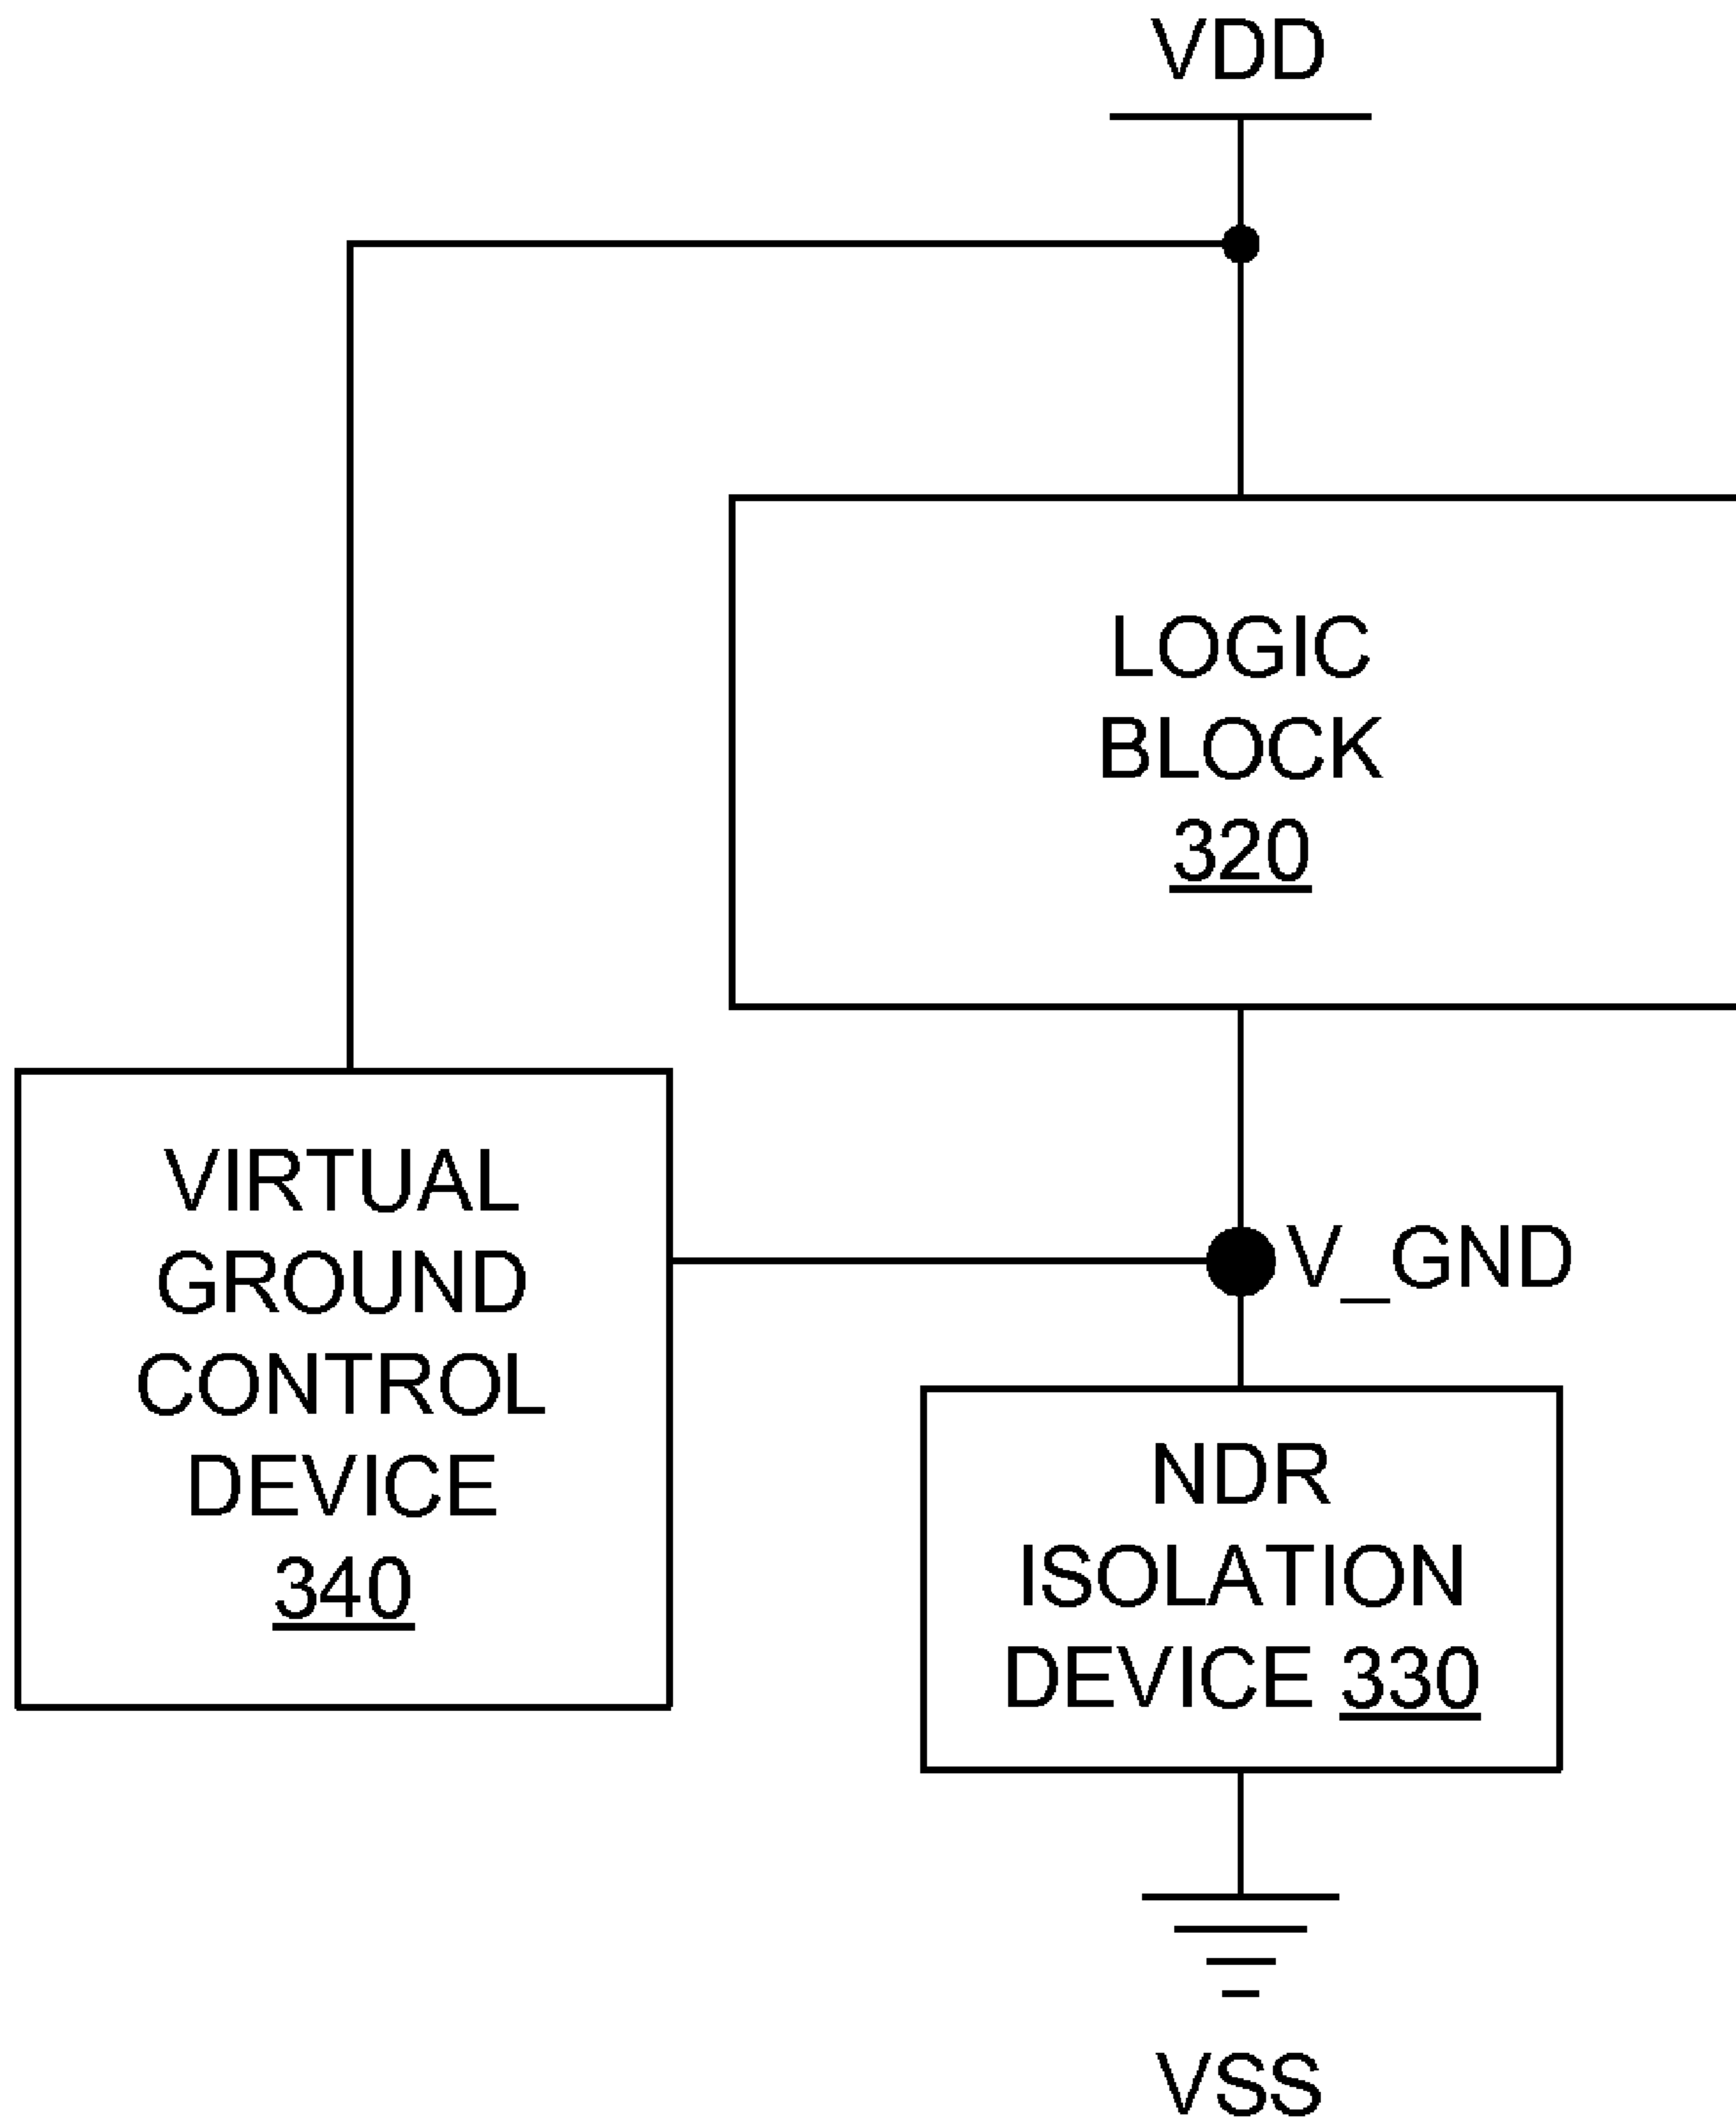 VDD
LOGIC
BLOCK
320
VIRTUAL
GROUND
CONTROL
DEVICE
340
V_GND
NDR
ISOLATION
DEVICE 330
VSS